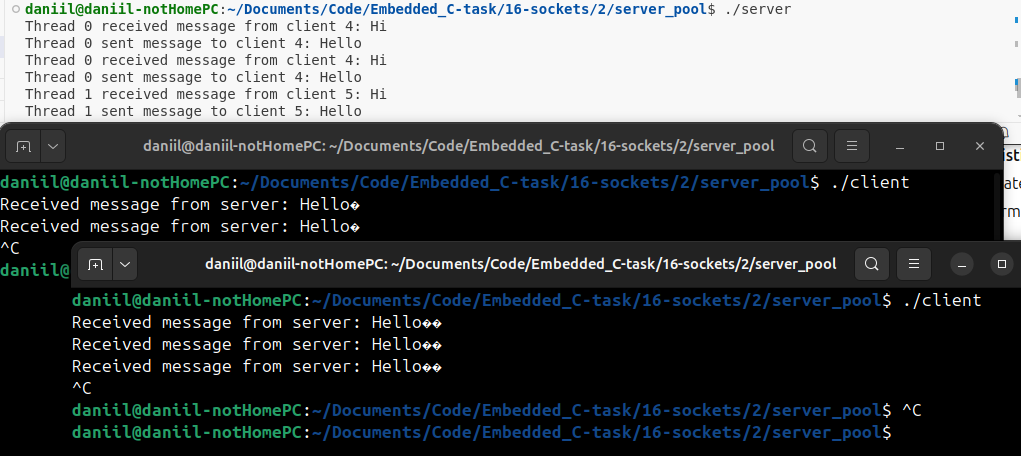 daniil@daniil-notHomePC:~/Documents/Code/Embedded_C-task/16-sockets/2/server_pool$ ./server
Thread 0 received message from client 4: Hi
Thread 0 sent message to client 4: Hello
Thread 0 received message from client 4: Hi
Thread 0 sent message to client 4: Hello
Thread 1 received message from client 5: Hi
Thread 1 sent message to client 5: Hello
daniil@daniil-notHomePC: ~/Documents/Code/Embedded_C-task/16-sockets/2/server_pool
daniil@daniil-notHomePC:~/Documents/Code/Embedded_C-task/16-sockets/2/server_pool$ ./client
Received message from server: Hello�
Received message from server: Hello�
^C
daniil@
daniil@daniil-notHomePC: ~/Documents/Code/Embedded_C-task/16-sockets/2/server_pool
daniil@daniil-notHomePC:~/Documents/Code/Embedded_C-task/16-sockets/2/server_pool$ ./client
Received message from server: Hello��
Received message from server: Hello��
Received message from server: Hello��
^C
daniil@daniil-notHomePC:~/Documents/Code/Embedded_C-task/16-sockets/2/server_pool$ ^C
daniil@daniil-notHomePC:~/Documents/Code/Embedded_C-task/16-sockets/2/server_pool$